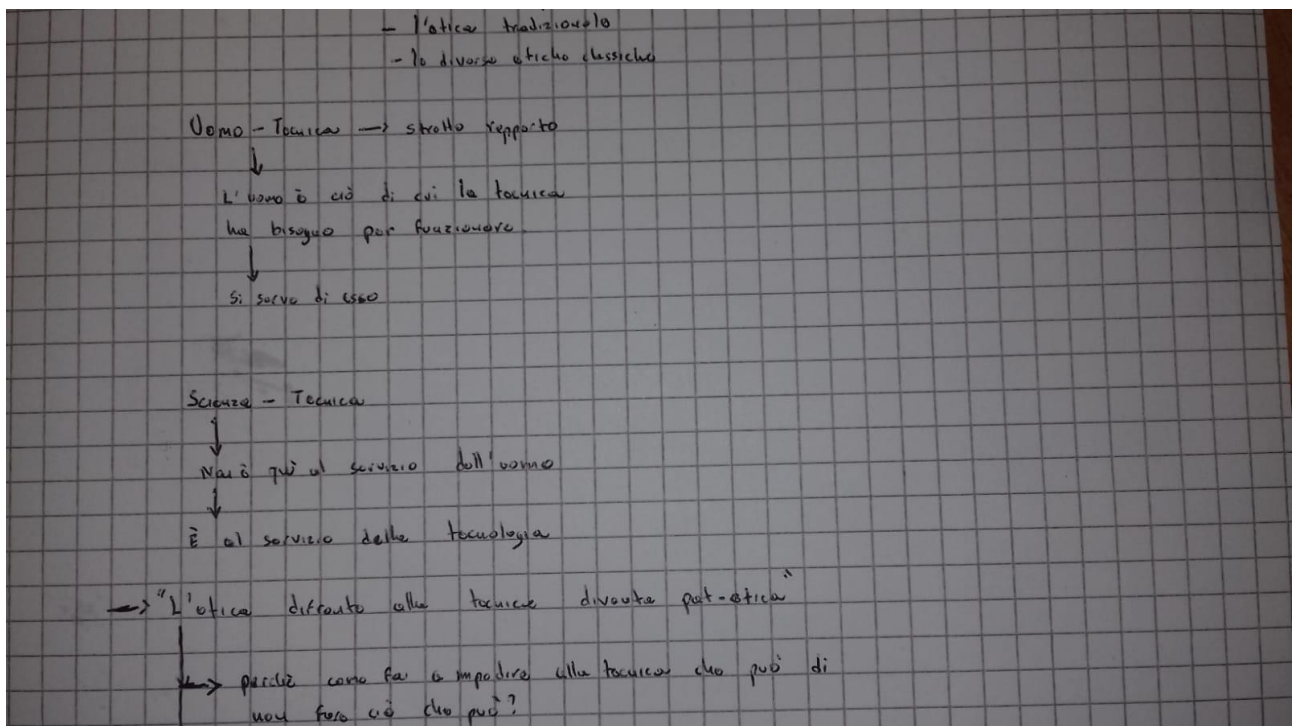 - l'etica tradizionale
- le diverse etiche classiche
Uomo - Tecnica → stretto rapporto
↓
L'uomo è ciò di cui la tecnica
ha bisogno per funzionare.
↓
Si serve di esso
Scienza - Tecnica
↓
Non è più al servizio dell'uomo
↓
È al servizio della tecnologia
→ "L'etica difronte alla tecnica diventa pat-etica"
↳ perchè come fa a impedire alla tecnica che può di
non fare ciò che può?